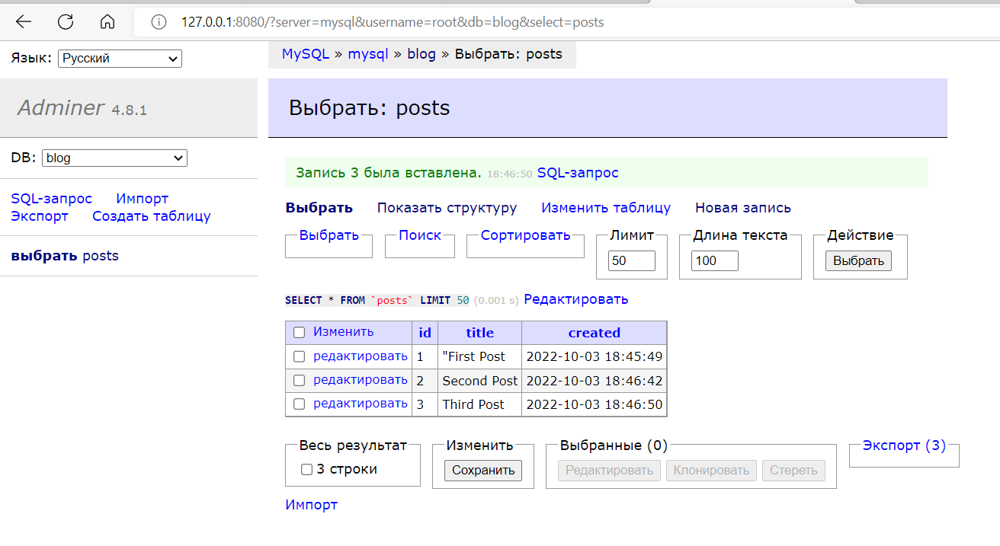 127.0.0.1:8080/?server=mysql&username=root&db=blog&select=posts
Язык: Русский
MySQL » mysql » blog » Выбрать: posts
Adminer 4.8.1
Выбрать: posts
DB: blog
Запись 3 была вставлена. 18:46:50 SQL-запрос
SQL-запрос Импорт
Экспорт Создать таблицу
выбрать posts
Выбрать Показать структуру Изменить таблицу Новая запись
Выбрать Поиск Сортировать Лимит Длина текста Действие
50 100 Выбрать
SELECT * FROM `posts` LIMIT 50 (0.001 s) Редактировать
Изменить id title created
редактировать 1 "First Post 2022-10-03 18:45:49
редактировать 2 Second Post 2022-10-03 18:46:42
редактировать 3 Third Post 2022-10-03 18:46:50
Весь результат Изменить Выбранные (0) Экспорт (3)
3 строки Сохранить Редактировать Клонировать Стереть
Импорт